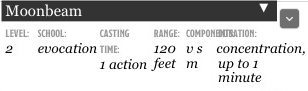 Moonbeam
LEVEL: SCHOOL: CASTING TIME: RANGE: COMPONENTS: DURATION:
2 evocation 1 action 120 feet v s m concentration, up to 1 minute